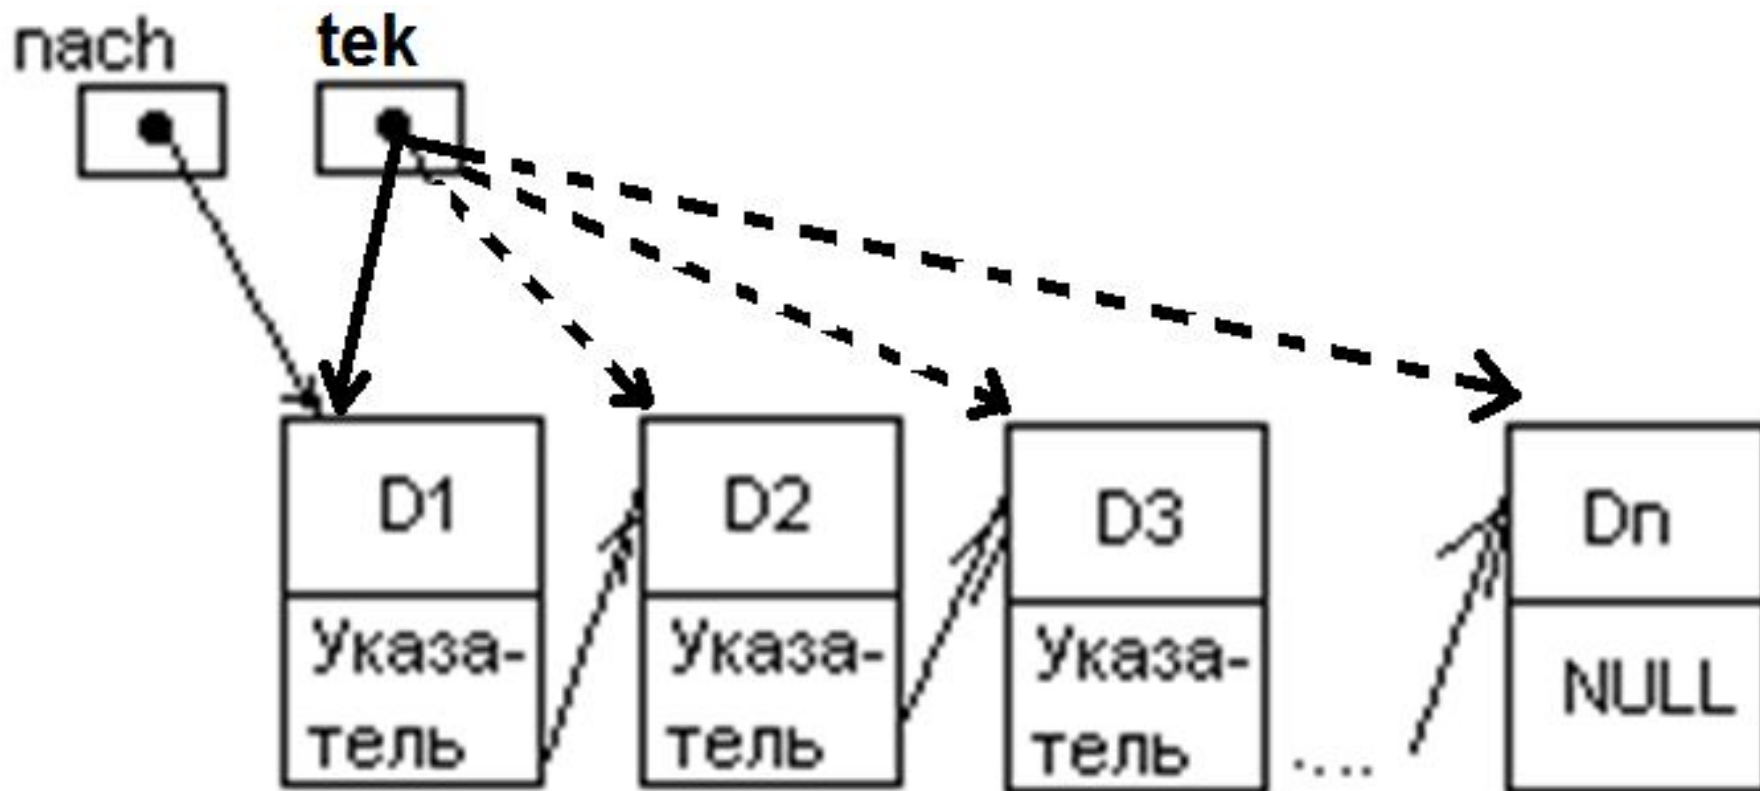 nach
tek
D1
D2
D3
Dn
Указа-
тель
Указа-
тель
Указа-
тель
....
NULL